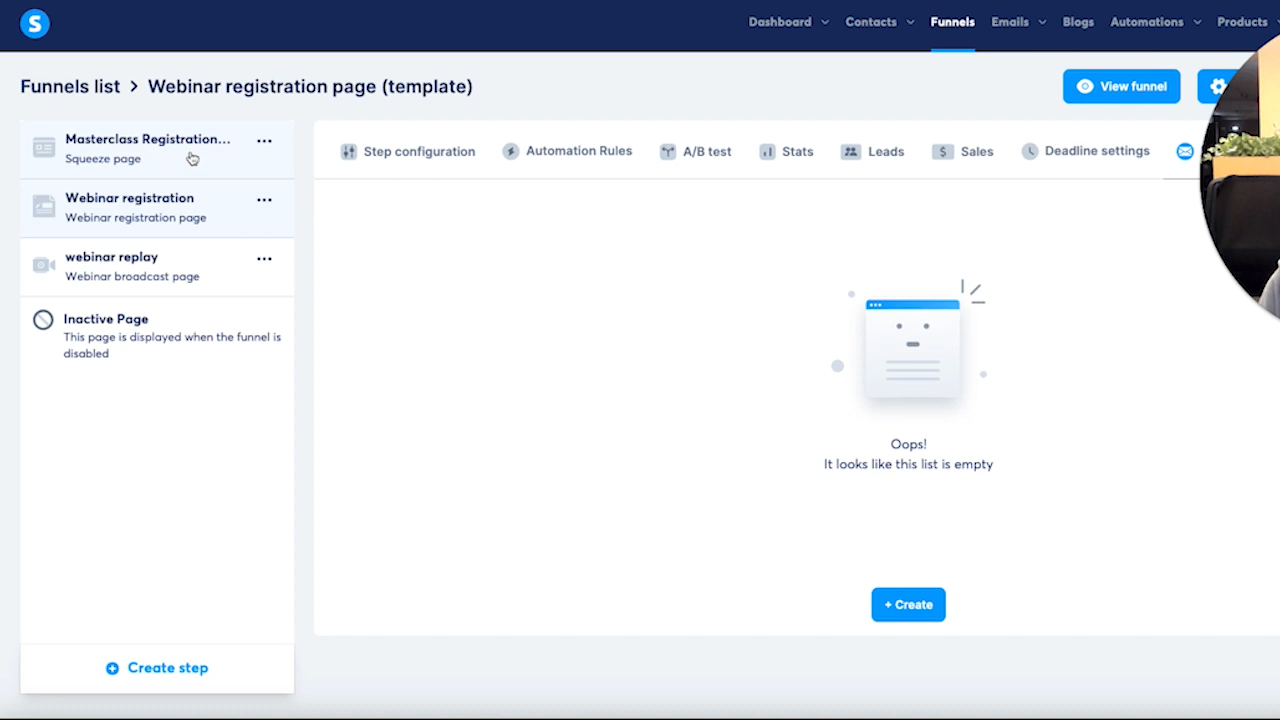 S
Dashboard Contacts Funnels Emails Blogs Automations Products
Funnels list > Webinar registration page (template)
View funnel
Masterclass Registration...
Squeeze page
Webinar registration
Webinar registration page
webinar replay
Webinar broadcast page
Inactive Page
This page is displayed when the funnel is
disabled
Create step
Step configuration Automation Rules A/B test Stats Leads $ Sales Deadline settings
Oops!
It looks like this list is empty
+ Create